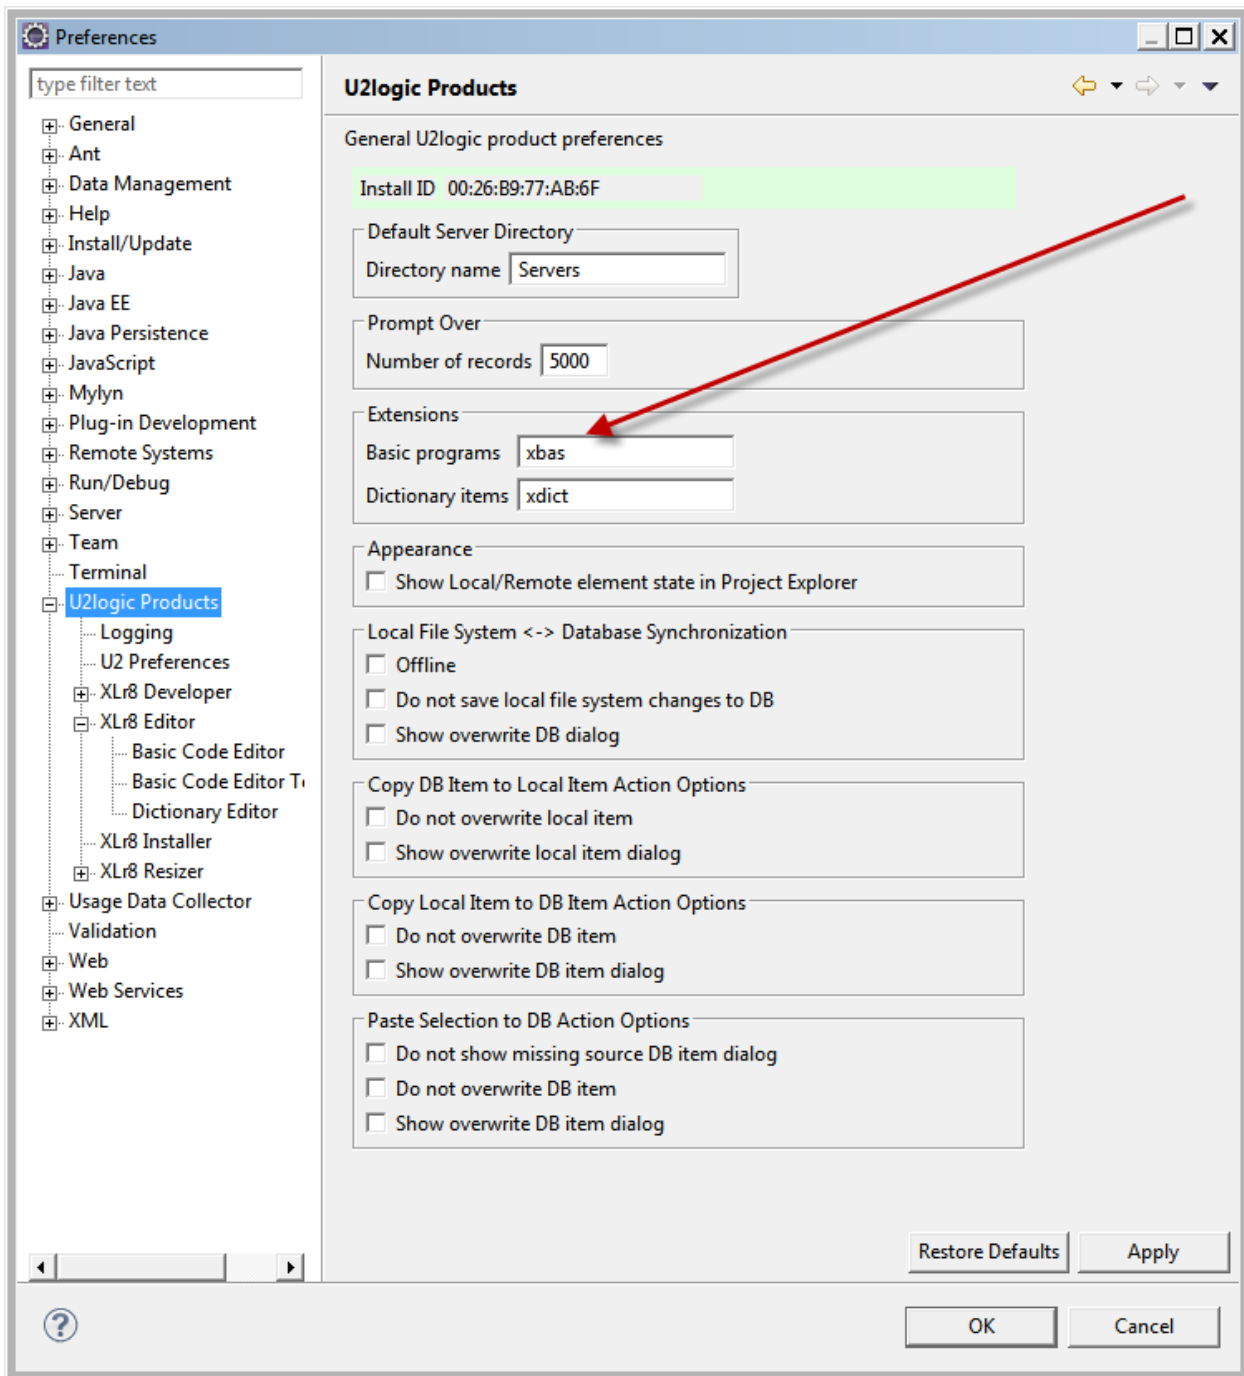 Preferences
type filter text
General
Ant
Data Management
Help
Install/Update
Java
Java EE
Java Persistence
JavaScript
Mylyn
Plug-in Development
Remote Systems
Run/Debug
Server
Team
Terminal
U2logic Products
Logging
U2 Preferences
XLr8 Developer
XLr8 Editor
Basic Code Editor
Basic Code Editor T
Dictionary Editor
XLr8 Installer
XLr8 Resizer
Usage Data Collector
Validation
Web
Web Services
XML
U2logic Products
General U2logic product preferences
Install ID 00:26:B9:77:AB:6F
Default Server Directory
Directory name Servers
Prompt Over
Number of records 5000
Extensions
Basic programs xbas
Dictionary items xdict
Appearance
Show Local/Remote element state in Project Explorer
Local File System <-> Database Synchronization
Offline
Do not save local file system changes to DB
Show overwrite DB dialog
Copy DB Item to Local Item Action Options
Do not overwrite local item
Show overwrite local item dialog
Copy Local Item to DB Item Action Options
Do not overwrite DB item
Show overwrite DB item dialog
Paste Selection to DB Action Options
Do not show missing source DB item dialog
Do not overwrite DB item
Show overwrite DB item dialog
Restore Defaults Apply
? OK Cancel